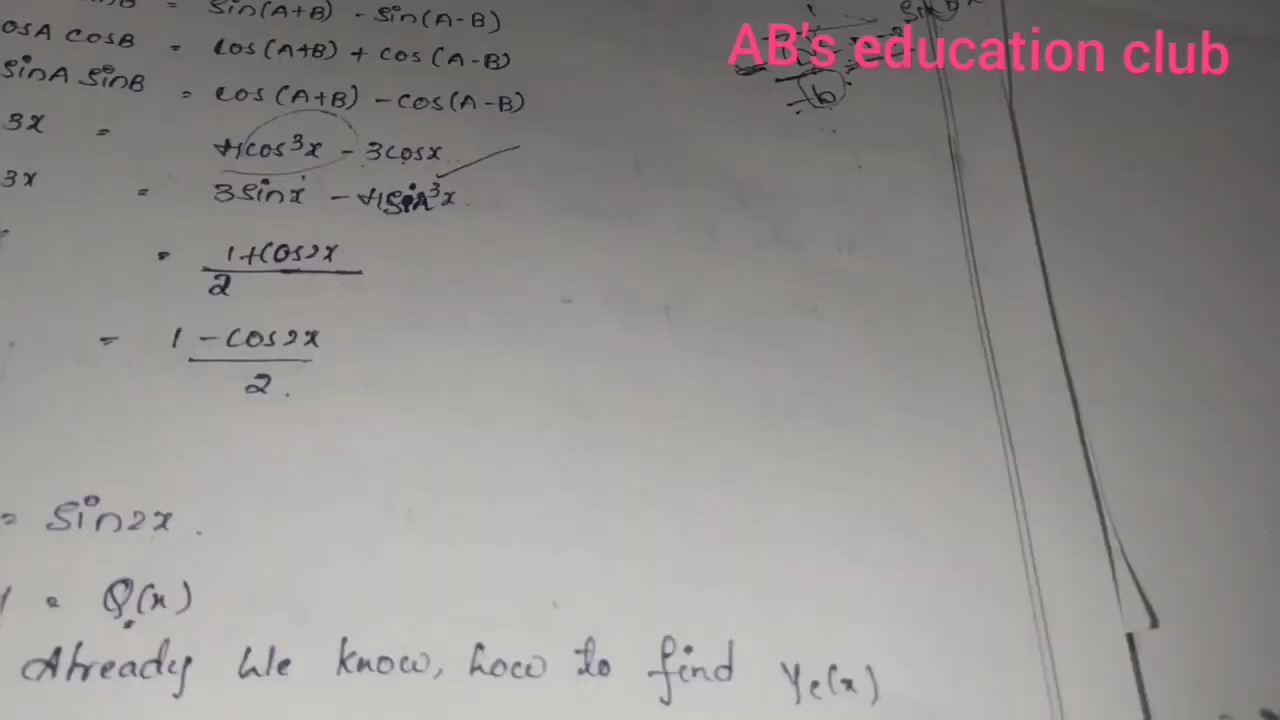 = Sin(A+B) - Sin(A-B)
AB's education club
osA cosB = cos(A+B) + cos(A-B)
SinA SinB = cos(A+B) - cos(A-B)
3x = 4cos³x - 3cosx
3x = 3Sinx - 4Sin³x
= 1+cos2x
2
= 1 - cos2x
2.
= Sin2x.
= Q(x)
Already We know, how to find yc(x)